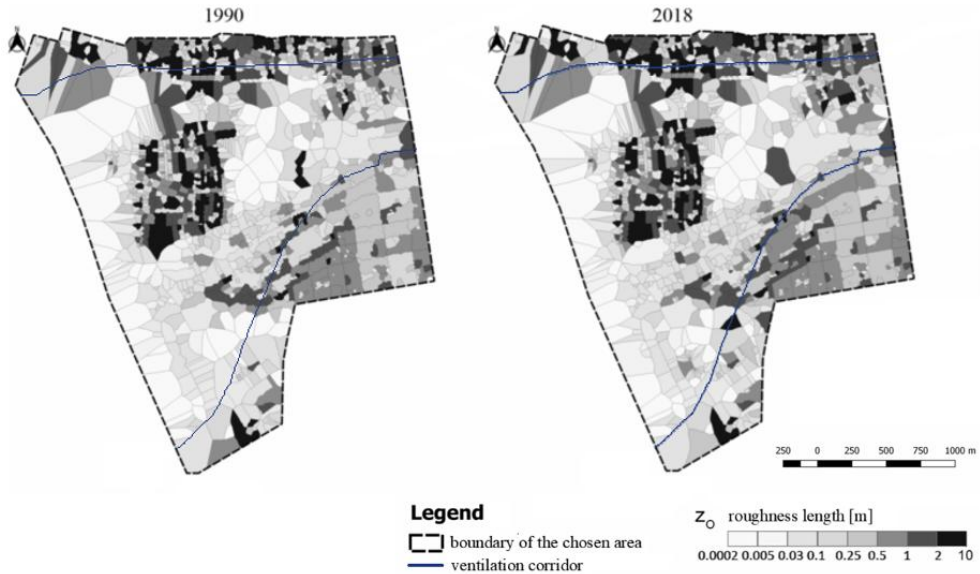 1990
2018
N
N
250 0 250 500 750 1000 m
Legend
boundary of the chosen area
ventilation corridor
z₀ roughness length [m]
0.0002 0.005 0.03 0.1 0.25 0.5 1 2 10